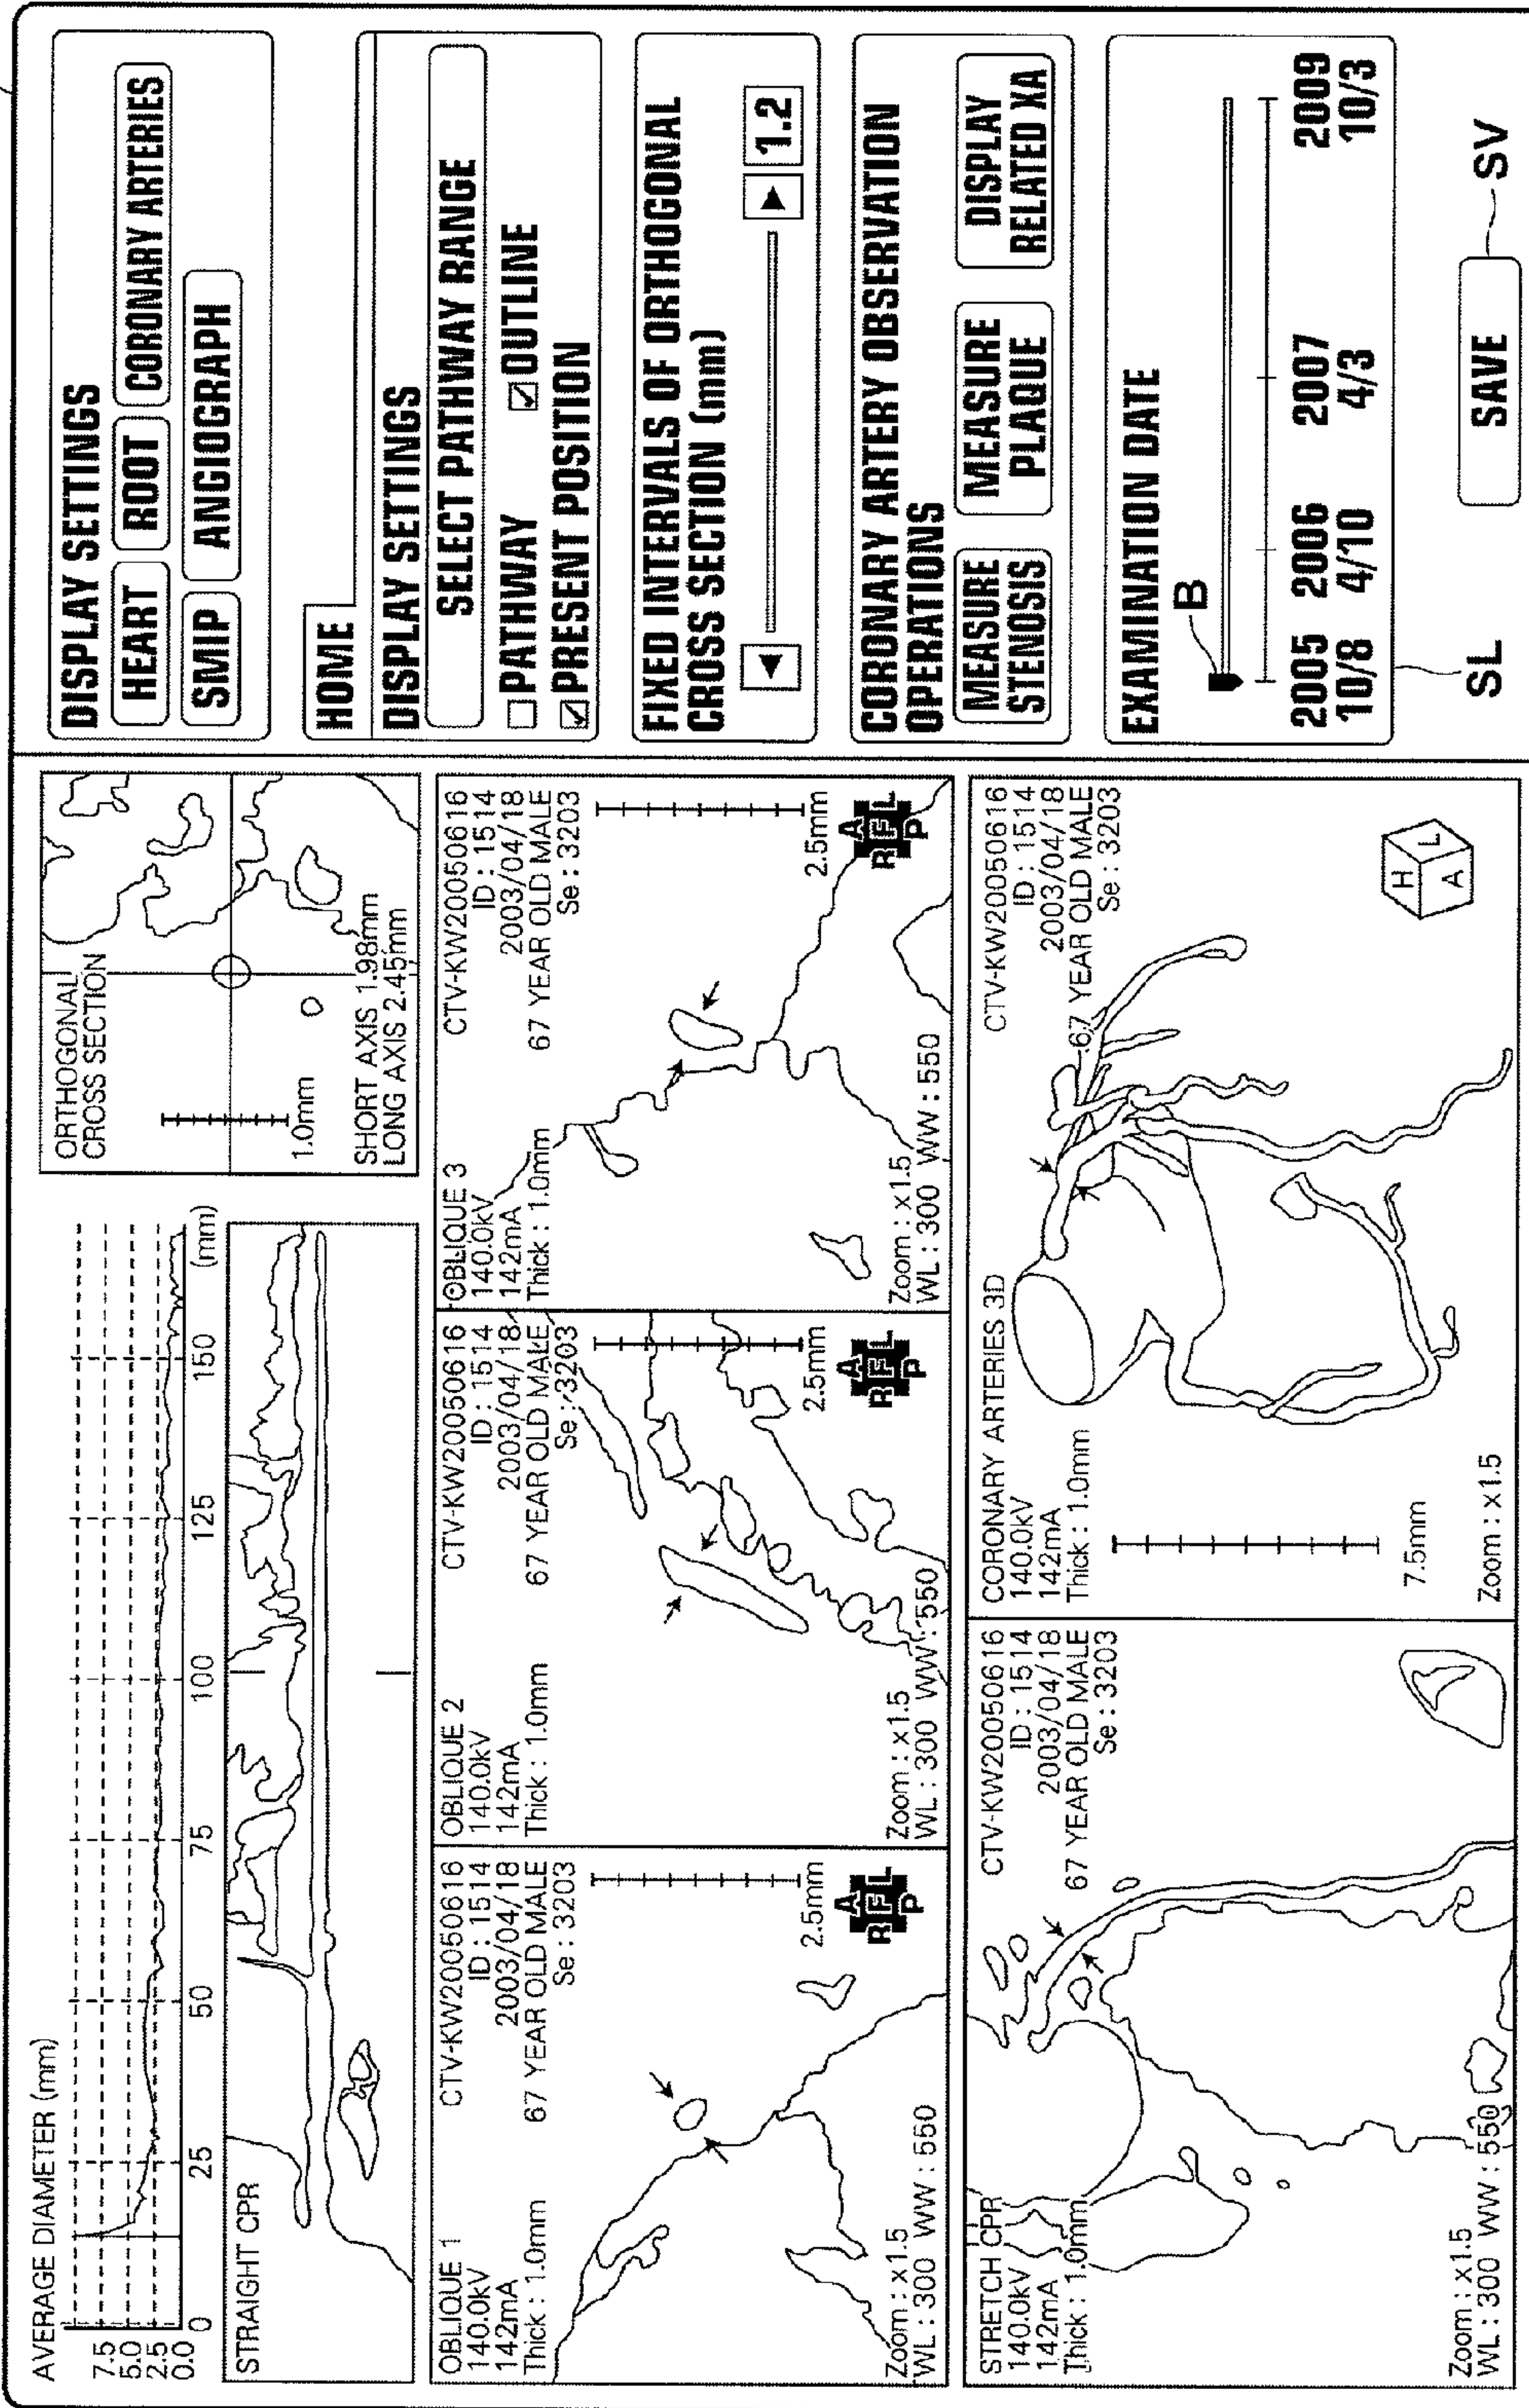 AVERAGE DIAMETER (mm)
7.5
5.0
2.5
0.0
0 25 50 75 100 125 150 (mm)
STRAIGHT CPR
ORTHOGONAL
CROSS SECTION
1.0mm
SHORT AXIS 1.98mm
LONG AXIS 2.45mm
OBLIQUE 1
140.0kV
142mA
Thick : 1.0mm
CTV-KW20050616
ID : 1514
2003/04/18
67 YEAR OLD MALE
Se : 3203
2.5mm
A
R F L
P
Zoom : x1.5
WL : 300 WW : 550
OBLIQUE 2
140.0kV
142mA
Thick : 1.0mm
CTV-KW20050616
ID : 1514
2003/04/18
67 YEAR OLD MALE
Se : 3203
2.5mm
A
R F L
P
Zoom : x1.5
WL : 300 WW : 550
OBLIQUE 3
140.0kV
142mA
Thick : 1.0mm
CTV-KW20050616
ID : 1514
2003/04/18
67 YEAR OLD MALE
Se : 3203
2.5mm
A
R F L
P
Zoom : x1.5
WL : 300 WW : 550
STRETCH CPR
140.0kV
142mA
Thick : 1.0mm
CTV-KW20050616
ID : 1514
2003/04/18
67 YEAR OLD MALE
Se : 3203
Zoom : x1.5
WL : 300 WW : 550
CORONARY ARTERIES 3D
140.0kV
142mA
Thick : 1.0mm
CTV-KW20050616
ID : 1514
2003/04/18
67 YEAR OLD MALE
Se : 3203
7.5mm
H
A L
Zoom : x1.5
DISPLAY SETTINGS
HEART ROOT CORONARY ARTERIES
SMIP ANGIOGRAPH
HOME
DISPLAY SETTINGS
SELECT PATHWAY RANGE
PATHWAY OUTLINE
PRESENT POSITION
FIXED INTERVALS OF ORTHOGONAL
CROSS SECTION (mm)
1.2
CORONARY ARTERY OBSERVATION
OPERATIONS
MEASURE
STENOSIS
MEASURE
PLAQUE
DISPLAY
RELATED XA
EXAMINATION DATE
B
2005 2006 2007 2009
10/8 4/10 4/3 10/3
SL
SAVE
SV